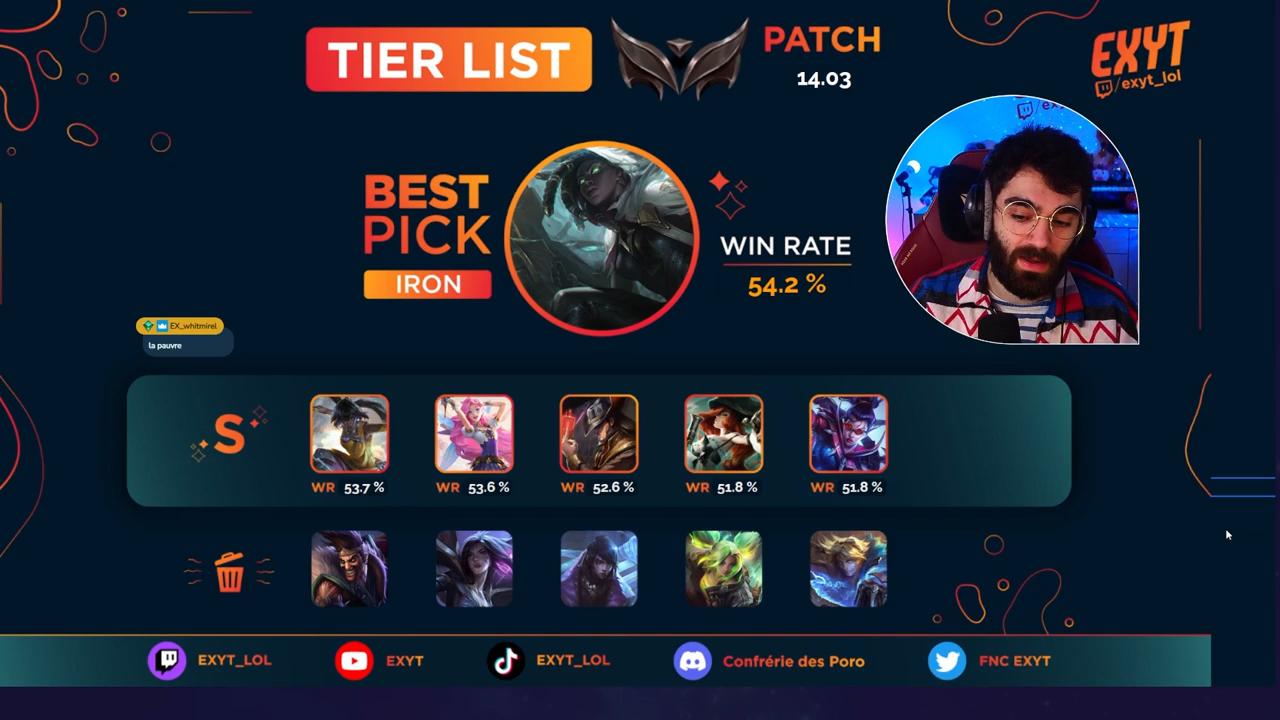 TIER LIST
PATCH
14.03
EXYT
/exyt_lol
BEST
PICK
IRON
WIN RATE
54.2 %
EX_whitmirel
la pauvre
S
WR 53.7 %
WR 53.6 %
WR 52.6 %
WR 51.8 %
WR 51.8 %
EXYT_LOL
EXYT
EXYT_LOL
Confrérie des Poro
FNC EXYT